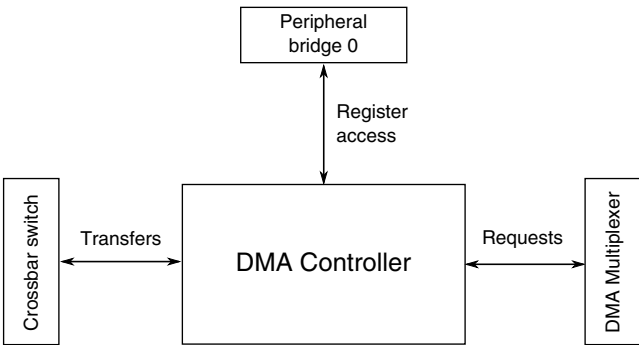 Peripheral
bridge 0
Register
access
Crossbar switch
Transfers
DMA Controller
Requests
DMA Multiplexer